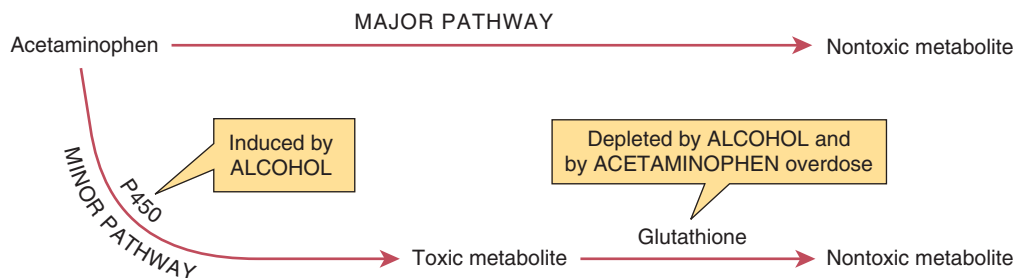 MAJOR PATHWAY
Acetaminophen
Nontoxic metabolite
Induced by
ALCOHOL
Depleted by ALCOHOL and
by ACETAMINOPHEN overdose
P450
MINOR PATHWAY
Glutathione
Toxic metabolite
Nontoxic metabolite